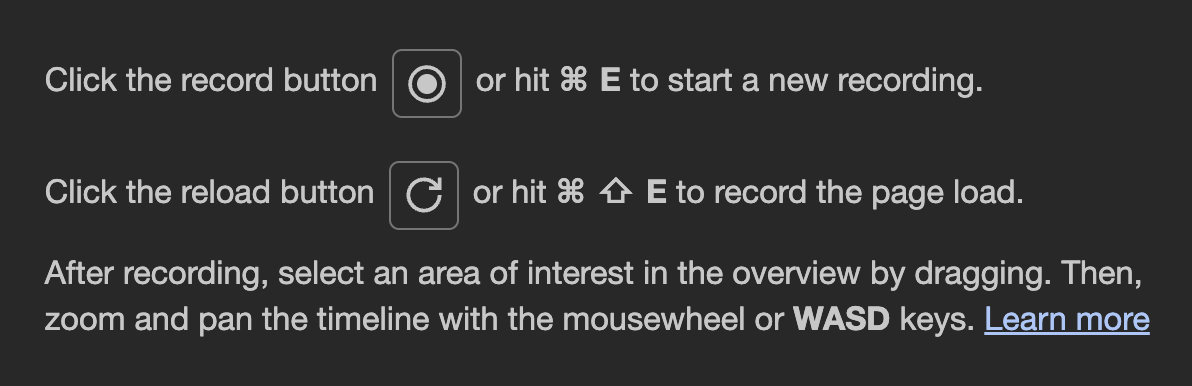 Click the record button or hit ⌘ E to start a new recording.
Click the reload button or hit ⌘ ⇧ E to record the page load.
After recording, select an area of interest in the overview by dragging. Then,
zoom and pan the timeline with the mousewheel or WASD keys. Learn more